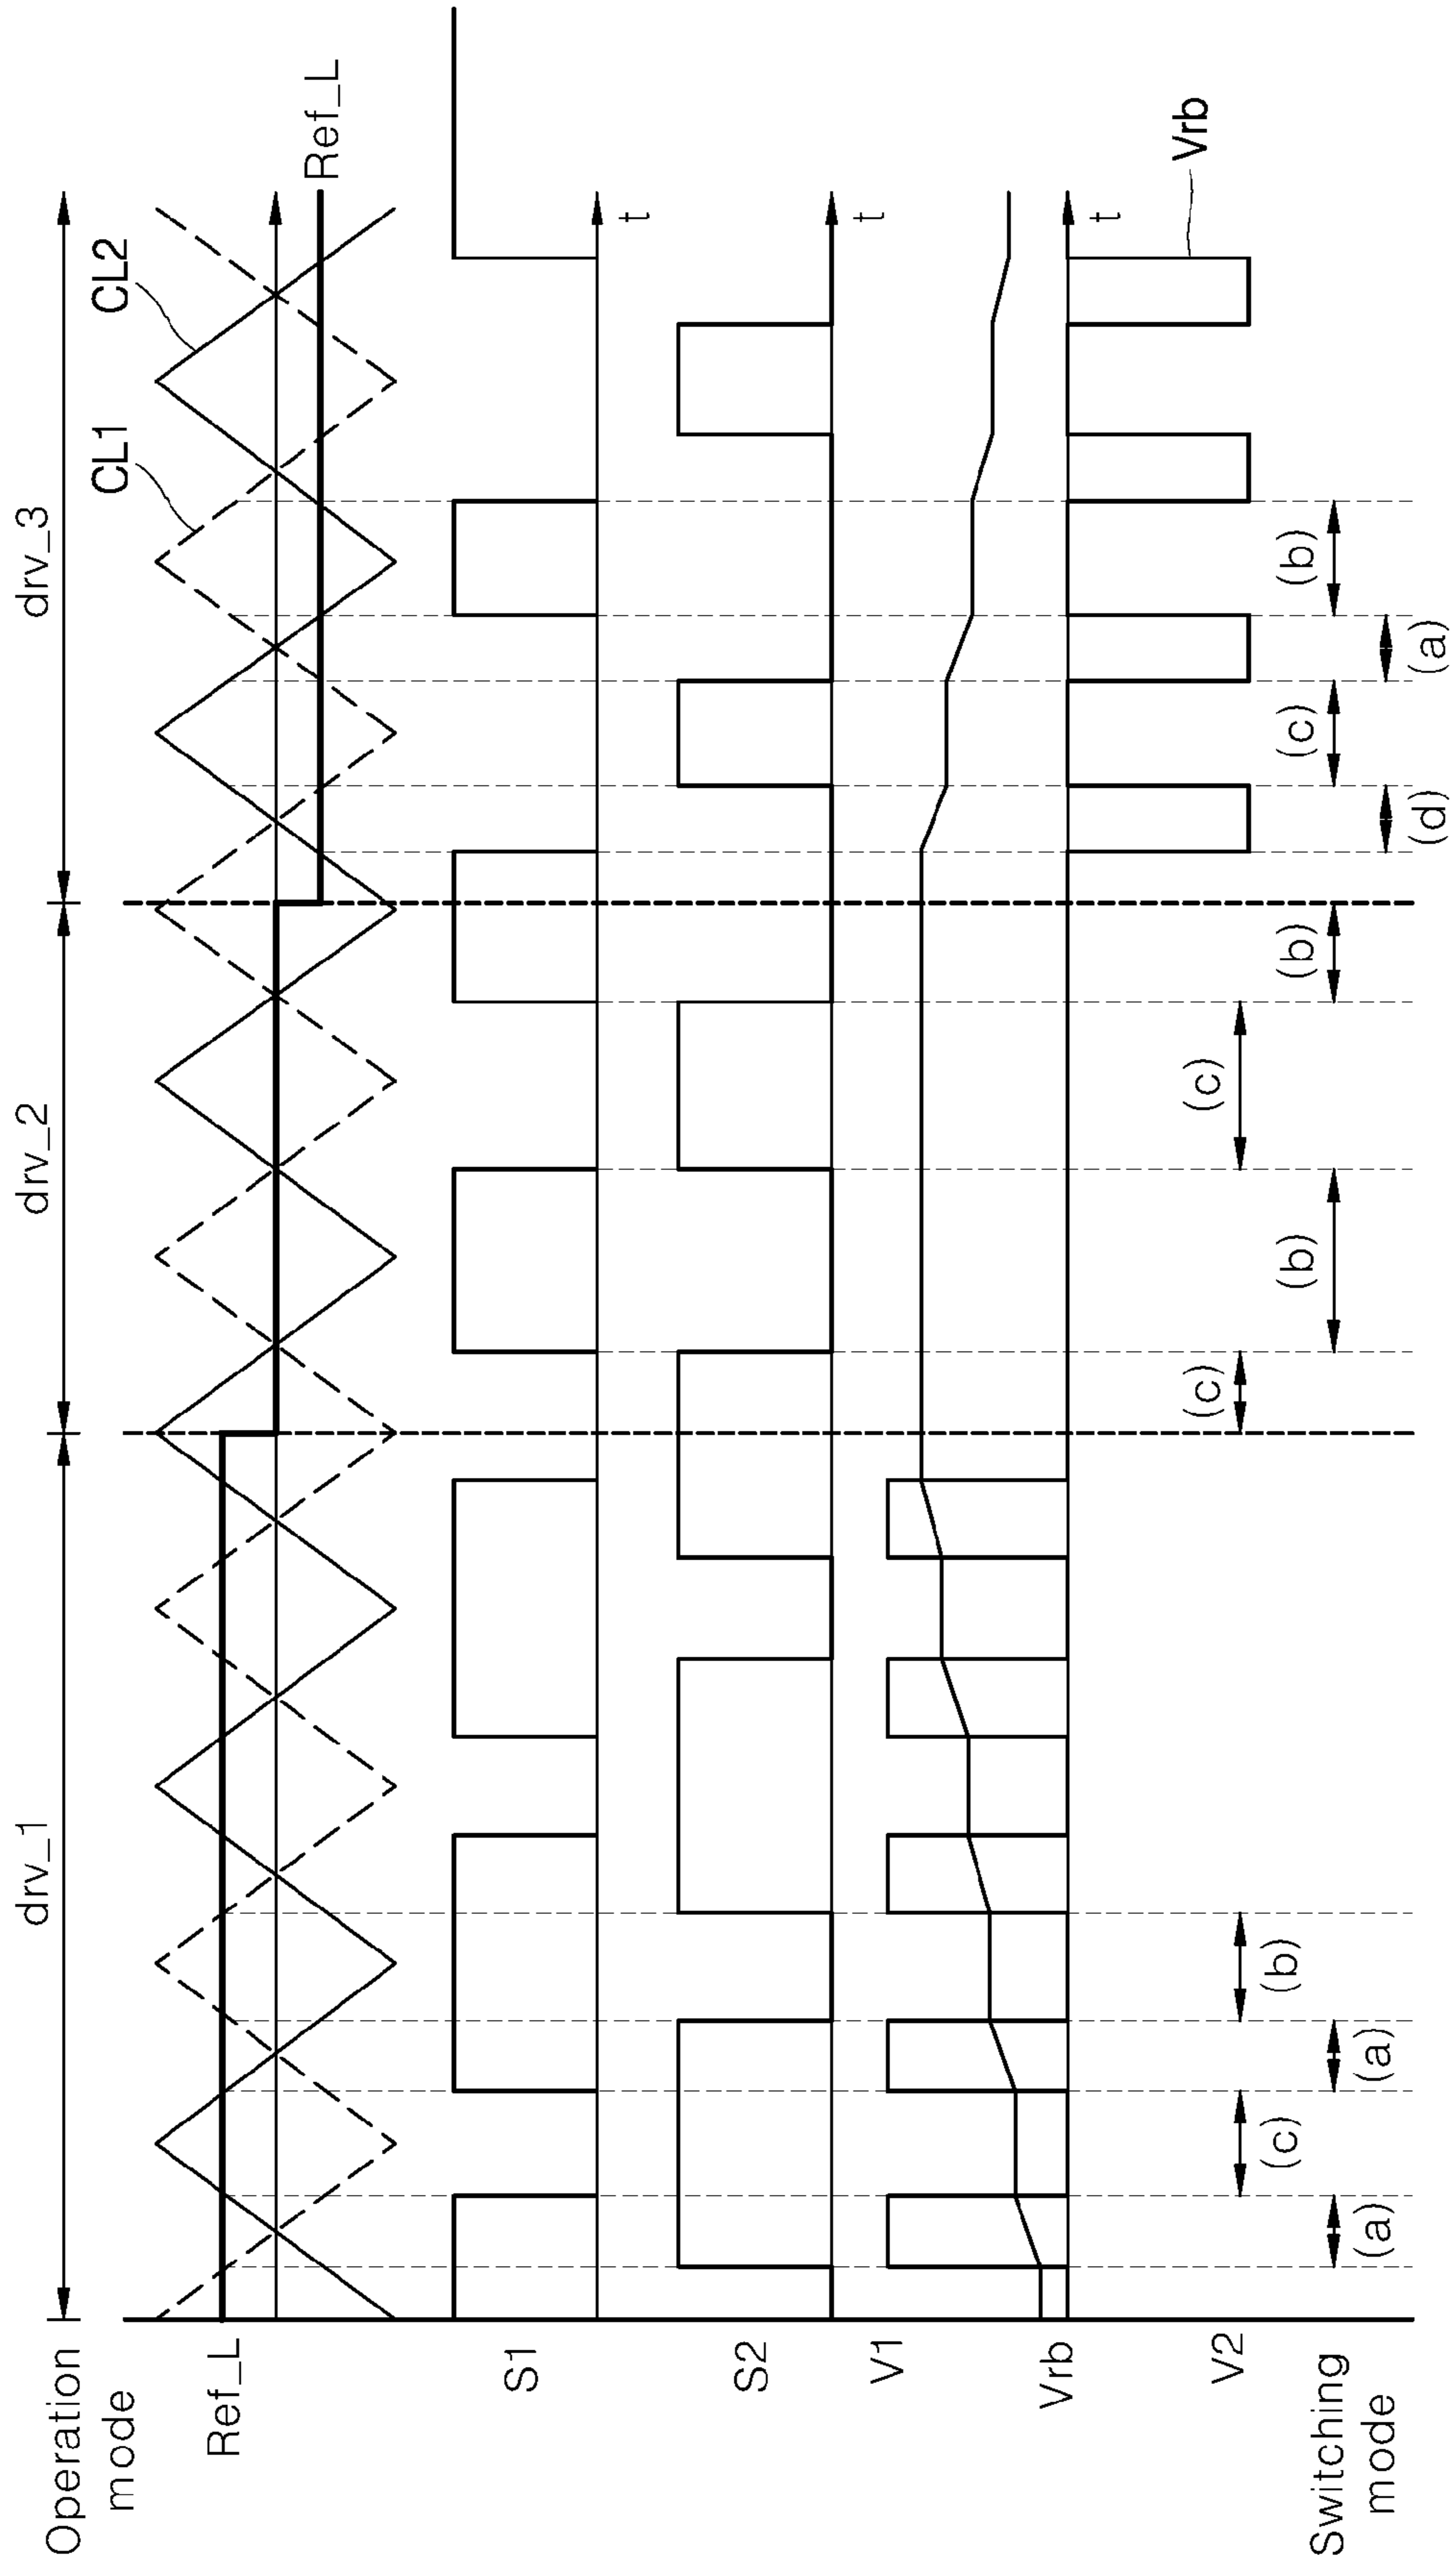 Operation
mode
drv_1
drv_2
drv_3
CL1
CL2
Ref_L
Ref_L
S1
t
S2
t
V1
Vrb
t
V2
Vrb
Switching
mode
(a)
(c)
(a)
(b)
(c)
(b)
(c)
(b)
(d)
(c)
(a)
(b)